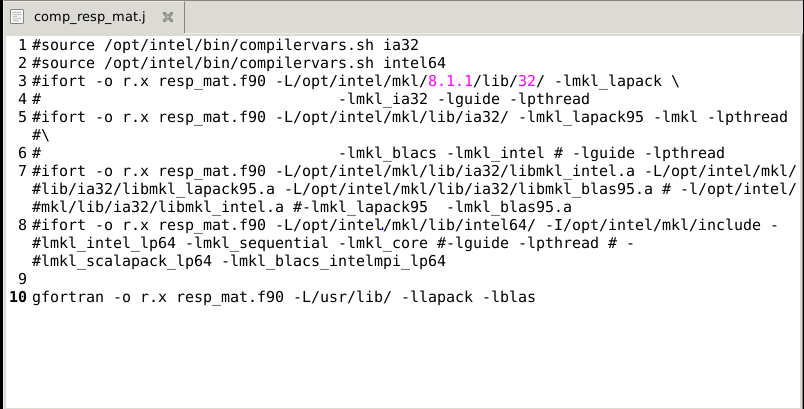 comp_resp_mat.j
1 #source /opt/intel/bin/compilervars.sh ia32
2 #source /opt/intel/bin/compilervars.sh intel64
3 #ifort -o r.x resp_mat.f90 -L/opt/intel/mkl/8.1.1/lib/32/ -lmkl_lapack \
4 #                                 -lmkl_ia32 -lguide -lpthread
5 #ifort -o r.x resp_mat.f90 -L/opt/intel/mkl/lib/ia32/ -lmkl_lapack95 -lmkl -lpthread
#\
6 #                                 -lmkl_blacs -lmkl_intel # -lguide -lpthread
7 #ifort -o r.x resp_mat.f90 -L/opt/intel/mkl/lib/ia32/libmkl_intel.a -L/opt/intel/mkl/
#lib/ia32/libmkl_lapack95.a -L/opt/intel/mkl/lib/ia32/libmkl_blas95.a # -l/opt/intel/
#mkl/lib/ia32/libmkl_intel.a #-lmkl_lapack95  -lmkl_blas95.a
8 #ifort -o r.x resp_mat.f90 -L/opt/intel/mkl/lib/intel64/ -I/opt/intel/mkl/include -
#lmkl_intel_lp64 -lmkl_sequential -lmkl_core #-lguide -lpthread # -
#lmkl_scalapack_lp64 -lmkl_blacs_intelmpi_lp64
9
10 gfortran -o r.x resp_mat.f90 -L/usr/lib/ -llapack -lblas